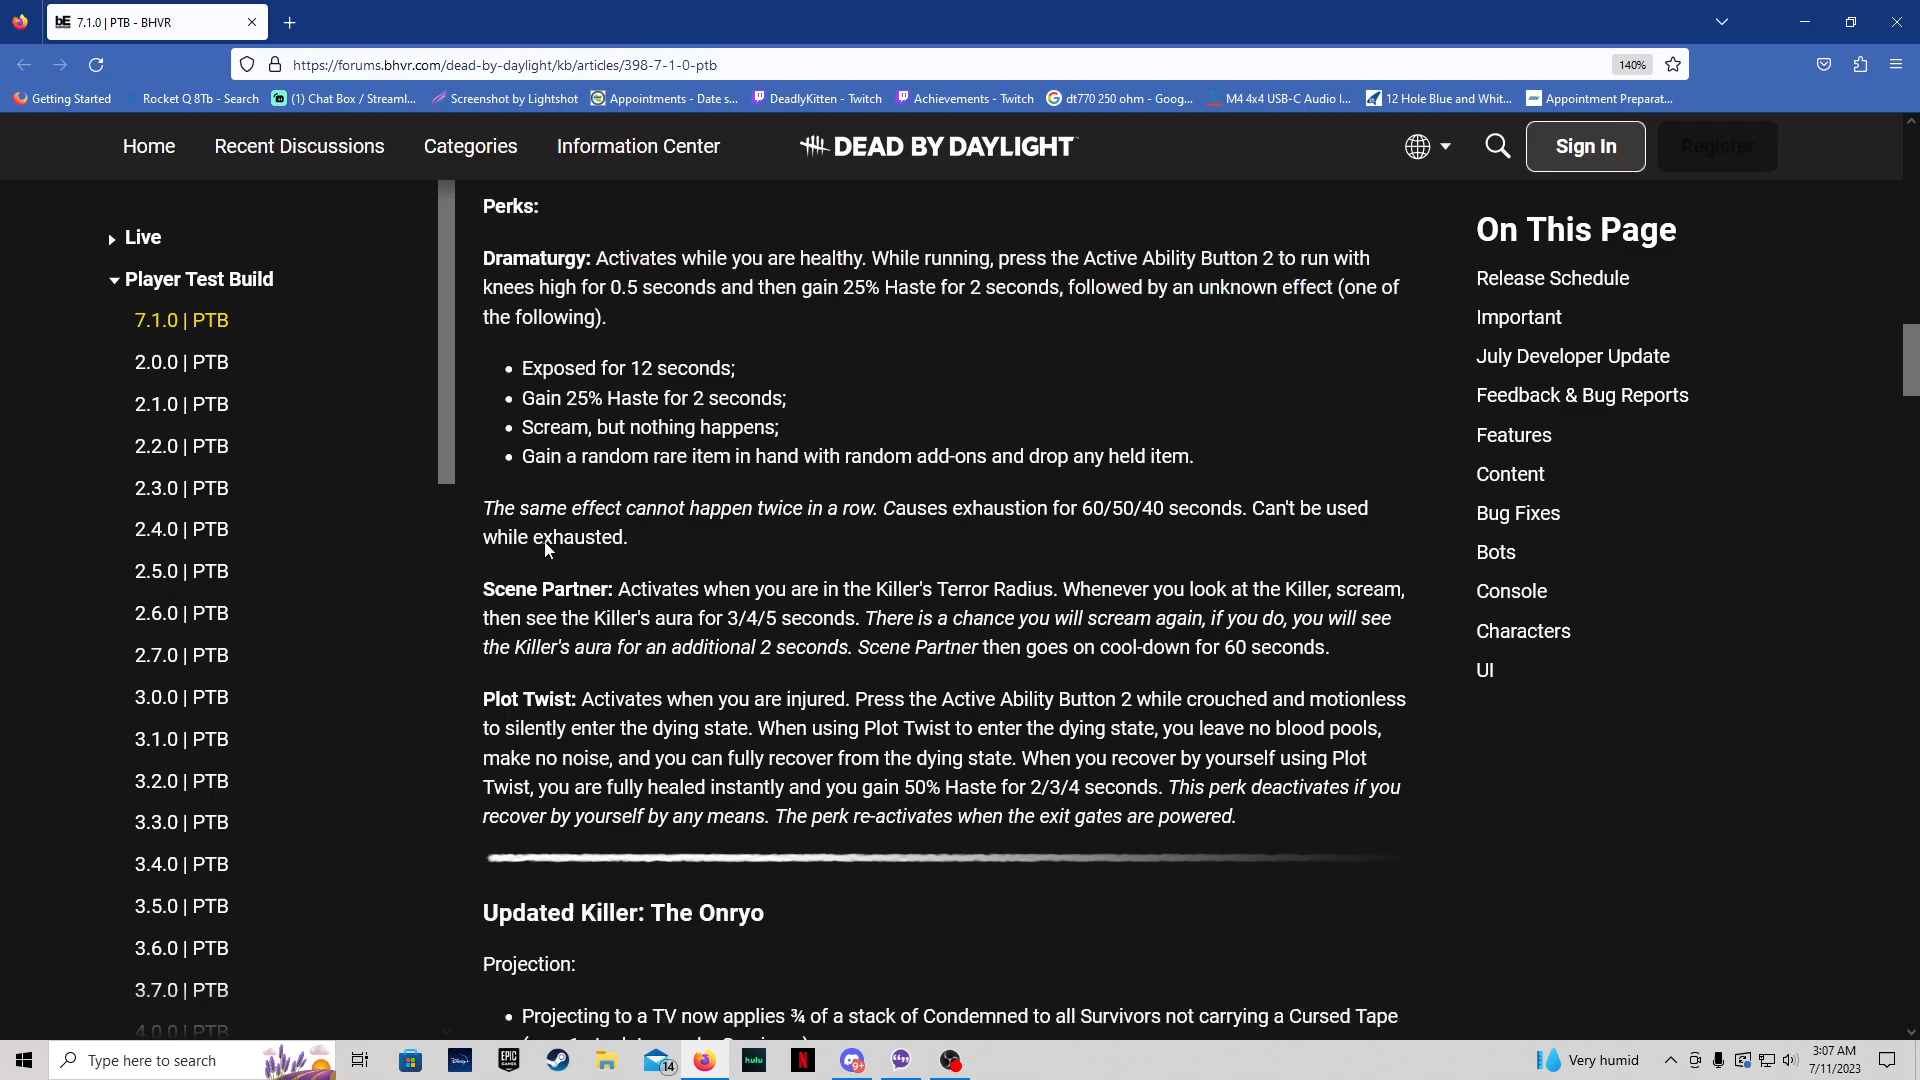 bE 7.1.0 | PTB - BHVR
https://forums.bhvr.com/dead-by-daylight/kb/articles/398-7-1-0-ptb
140%
Getting Started
Rocket Q 8Tb - Search
(1) Chat Box / Streaml...
Screenshot by Lightshot
Appointments - Date s...
DeadlyKitten - Twitch
Achievements - Twitch
dt770 250 ohm - Goog...
M4 4x4 USB-C Audio I...
12 Hole Blue and Whit...
Appointment Preparat...
Home
Recent Discussions
Categories
Information Center
DEAD BY DAYLIGHT
Sign In
Register
Live
Player Test Build
7.1.0 | PTB
2.0.0 | PTB
2.1.0 | PTB
2.2.0 | PTB
2.3.0 | PTB
2.4.0 | PTB
2.5.0 | PTB
2.6.0 | PTB
2.7.0 | PTB
3.0.0 | PTB
3.1.0 | PTB
3.2.0 | PTB
3.3.0 | PTB
3.4.0 | PTB
3.5.0 | PTB
3.6.0 | PTB
3.7.0 | PTB
4.0.0 | PTB
Perks:
Dramaturgy: Activates while you are healthy. While running, press the Active Ability Button 2 to run with
knees high for 0.5 seconds and then gain 25% Haste for 2 seconds, followed by an unknown effect (one of
the following).
• Exposed for 12 seconds;
• Gain 25% Haste for 2 seconds;
• Scream, but nothing happens;
• Gain a random rare item in hand with random add-ons and drop any held item.
The same effect cannot happen twice in a row. Causes exhaustion for 60/50/40 seconds. Can't be used
while exhausted.
Scene Partner: Activates when you are in the Killer's Terror Radius. Whenever you look at the Killer, scream,
then see the Killer's aura for 3/4/5 seconds. There is a chance you will scream again, if you do, you will see
the Killer's aura for an additional 2 seconds. Scene Partner then goes on cool-down for 60 seconds.
Plot Twist: Activates when you are injured. Press the Active Ability Button 2 while crouched and motionless
to silently enter the dying state. When using Plot Twist to enter the dying state, you leave no blood pools,
make no noise, and you can fully recover from the dying state. When you recover by yourself using Plot
Twist, you are fully healed instantly and you gain 50% Haste for 2/3/4 seconds. This perk deactivates if you
recover by yourself by any means. The perk re-activates when the exit gates are powered.
Updated Killer: The Onryo
Projection:
• Projecting to a TV now applies ¾ of a stack of Condemned to all Survivors not carrying a Cursed Tape
On This Page
Release Schedule
Important
July Developer Update
Feedback & Bug Reports
Features
Content
Bug Fixes
Bots
Console
Characters
UI
Type here to search
Disney+
EPIC GAMES
14
hulu
N
9+
Very humid
3:07 AM
7/11/2023